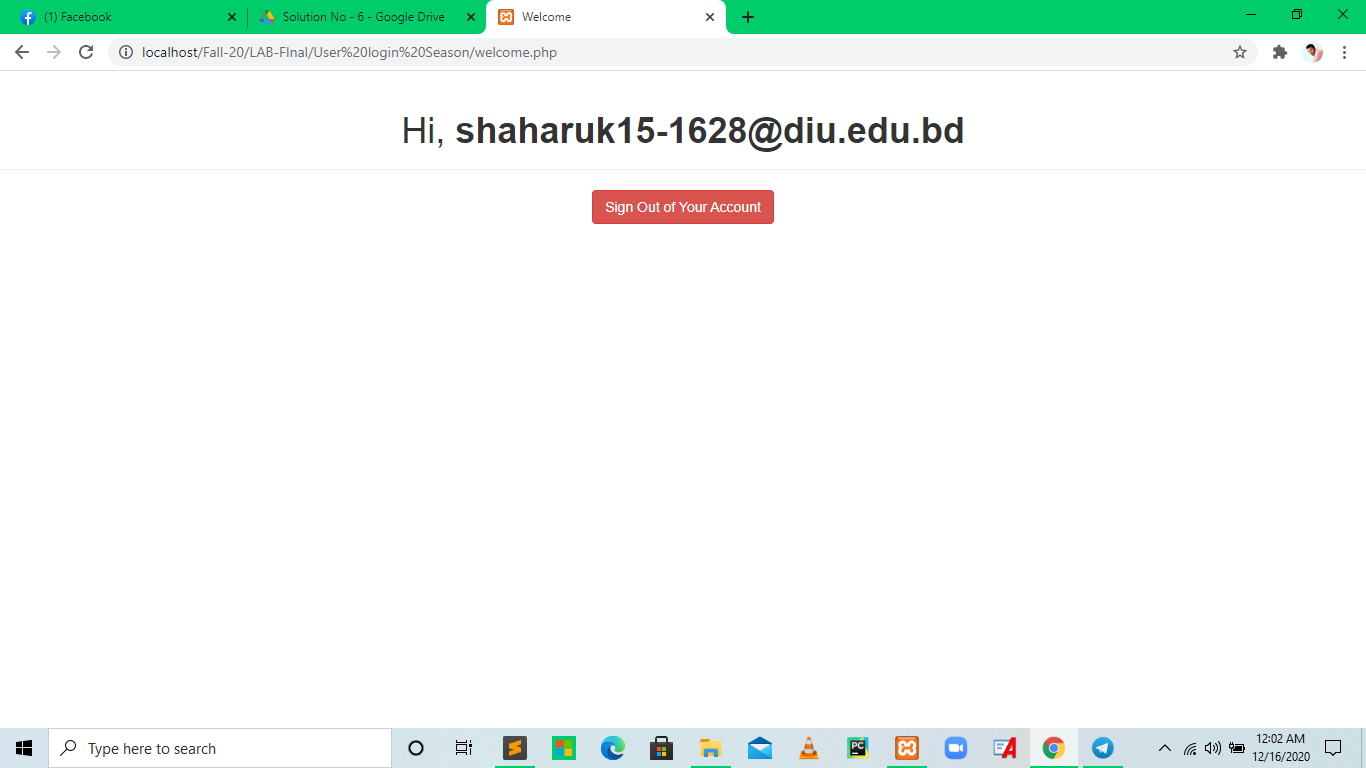 (1) Facebook
Solution No - 6 - Google Drive
Welcome
localhost/Fall-20/LAB-FInal/User%20login%20Season/welcome.php
Hi, shaharuk15-1628@diu.edu.bd
Sign Out of Your Account
Type here to search
PC
12:02 AM
12/16/2020